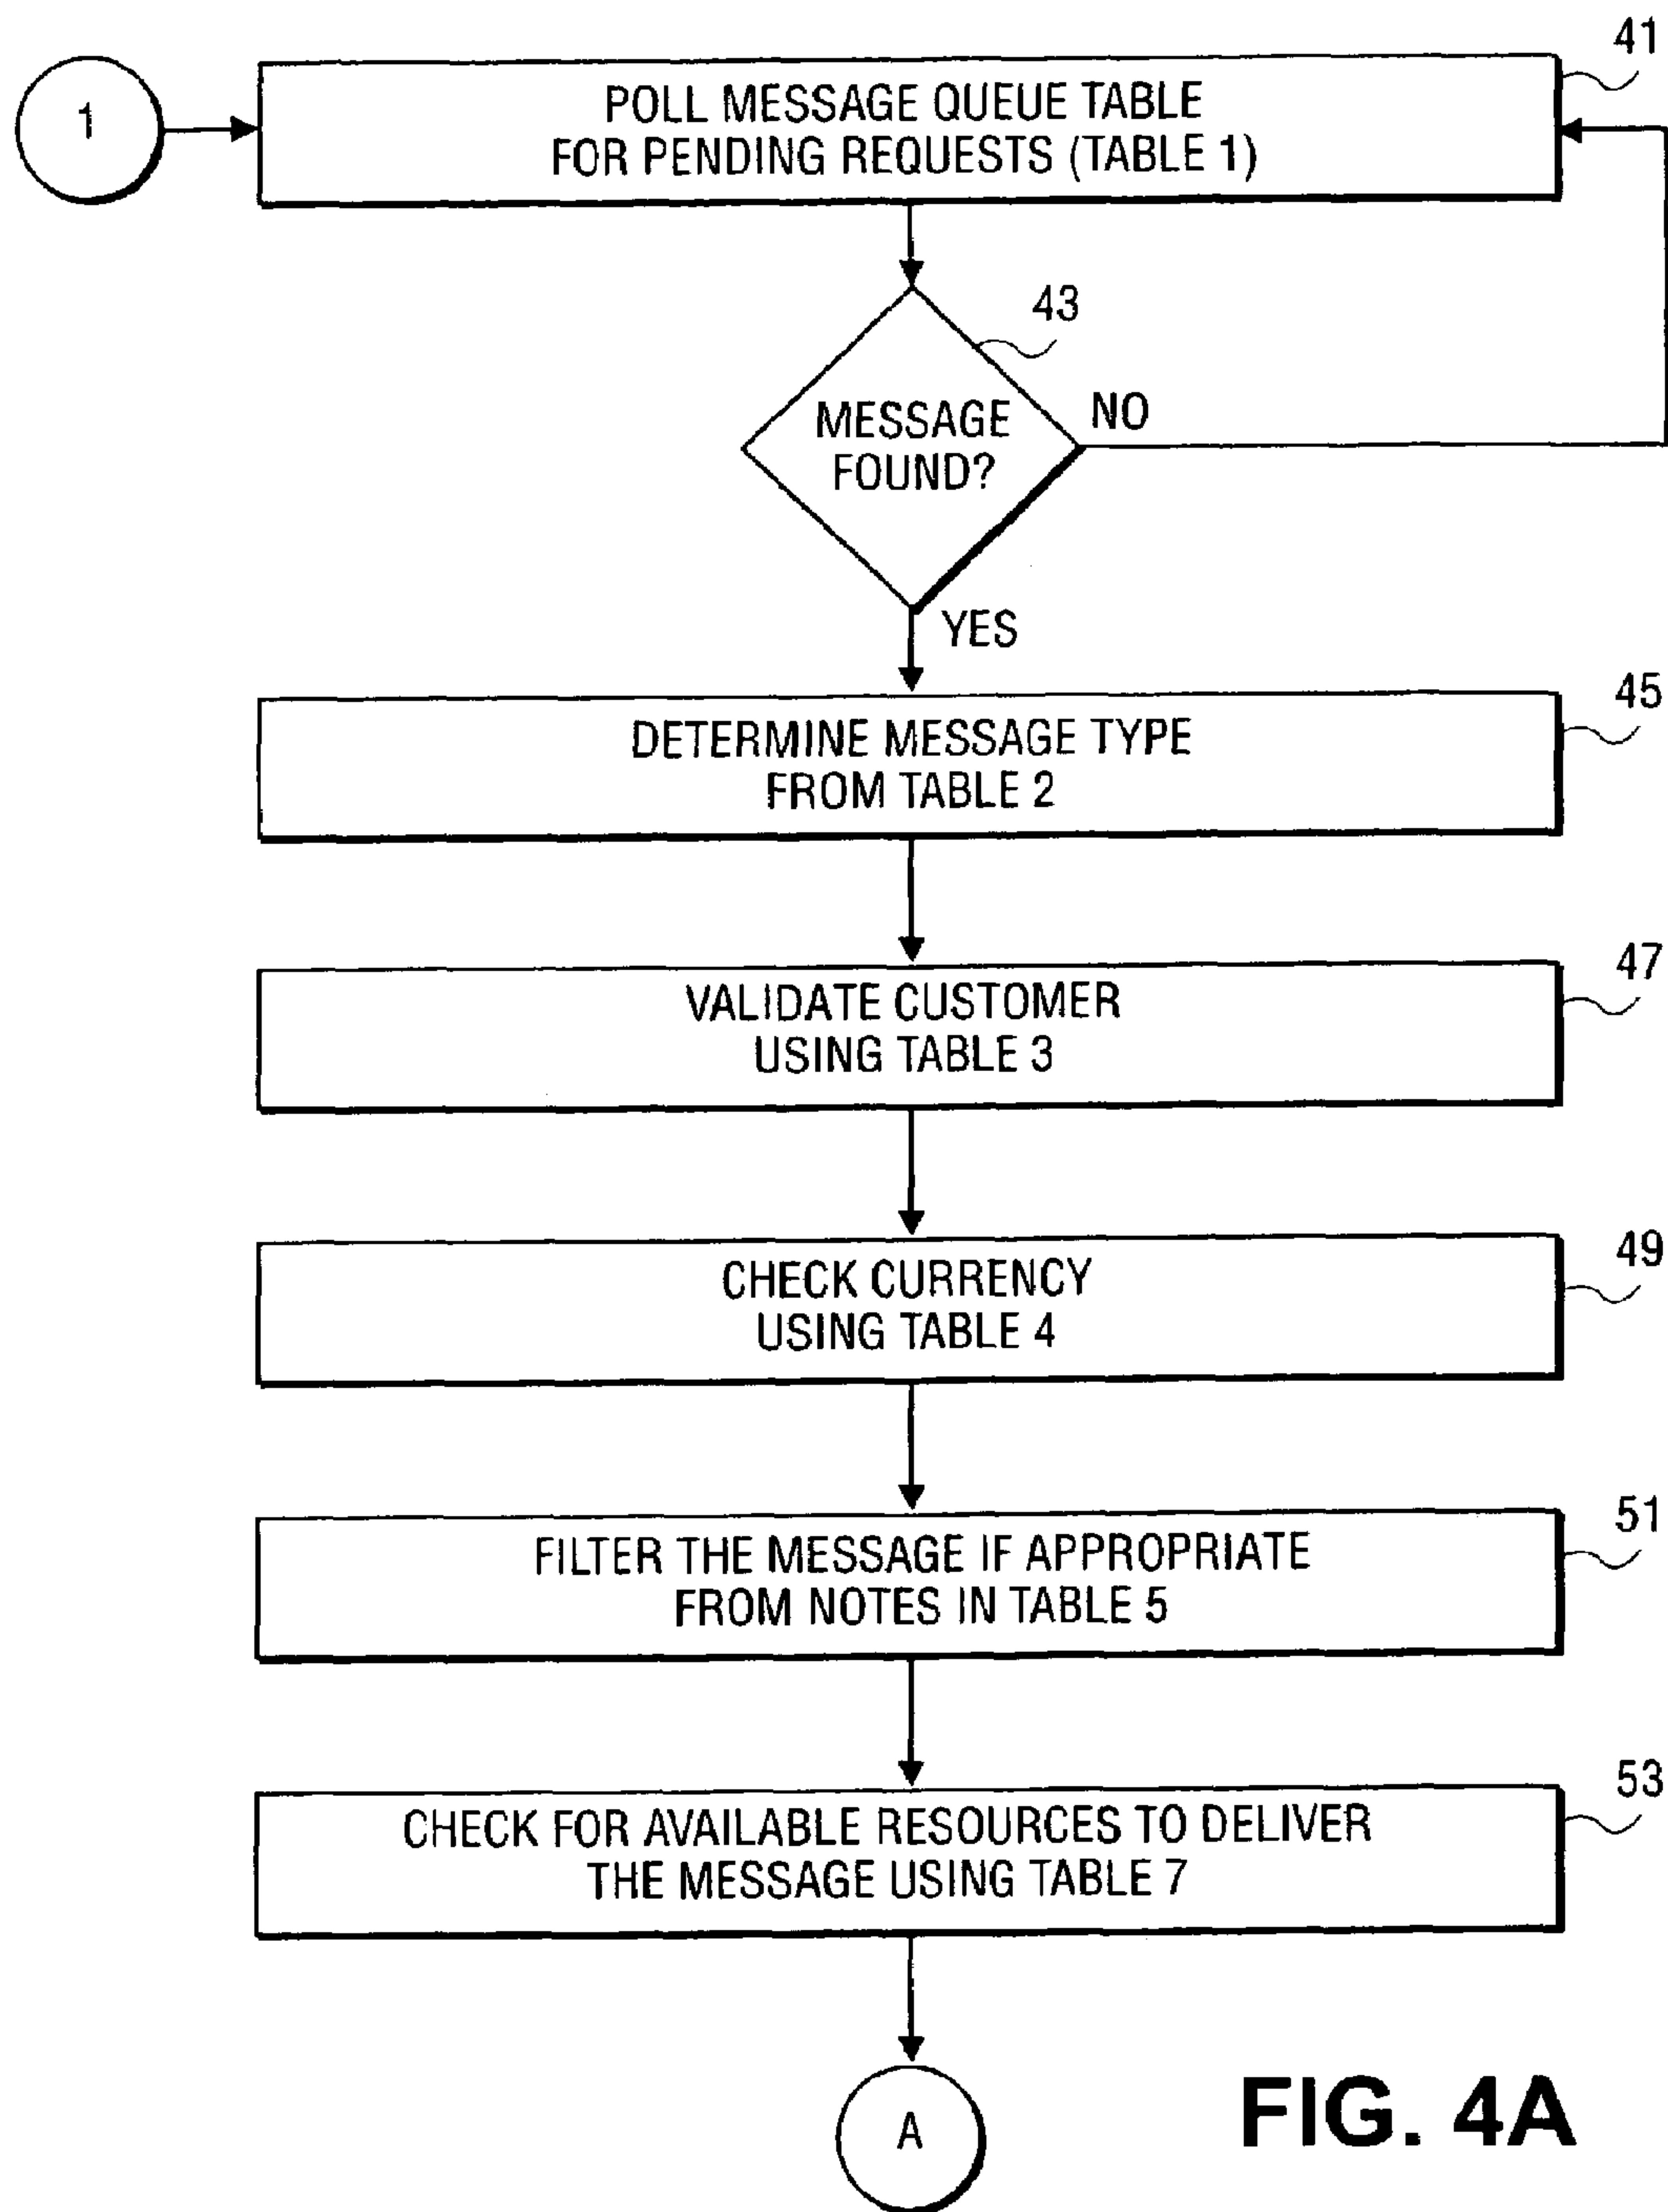 41
1
POLL MESSAGE QUEUE TABLE
FOR PENDING REQUESTS (TABLE 1)
43
MESSAGE
FOUND?
NO
YES
45
DETERMINE MESSAGE TYPE
FROM TABLE 2
47
VALIDATE CUSTOMER
USING TABLE 3
49
CHECK CURRENCY
USING TABLE 4
51
FILTER THE MESSAGE IF APPROPRIATE
FROM NOTES IN TABLE 5
53
CHECK FOR AVAILABLE RESOURCES TO DELIVER
THE MESSAGE USING TABLE 7
A
FIG. 4A